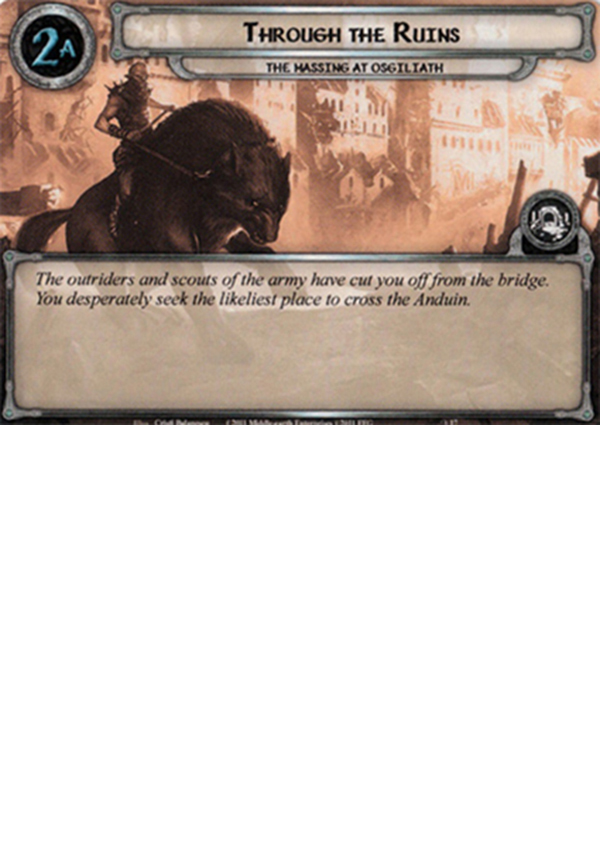 2A
THROUGH THE RUINS
THE MASSING AT OSGILIATH
The outriders and scouts of the army have cut you off from the bridge.
You desperately seek the likeliest place to cross the Anduin.